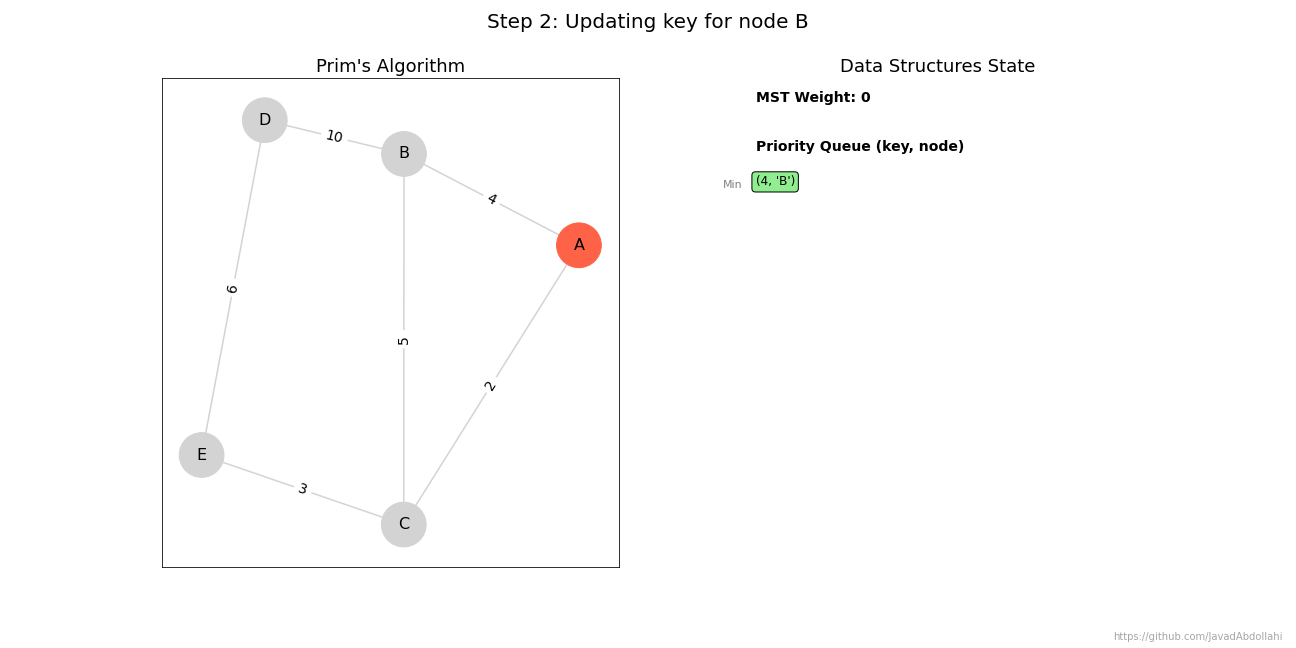 Step 2: Updating key for node B
Prim's Algorithm
Data Structures State
MST Weight: 0
Priority Queue (key, node)
Min (4, 'B')
D
10
B
4
A
6
5
2
E
3
C
https://github.com/JavadAbdollahi